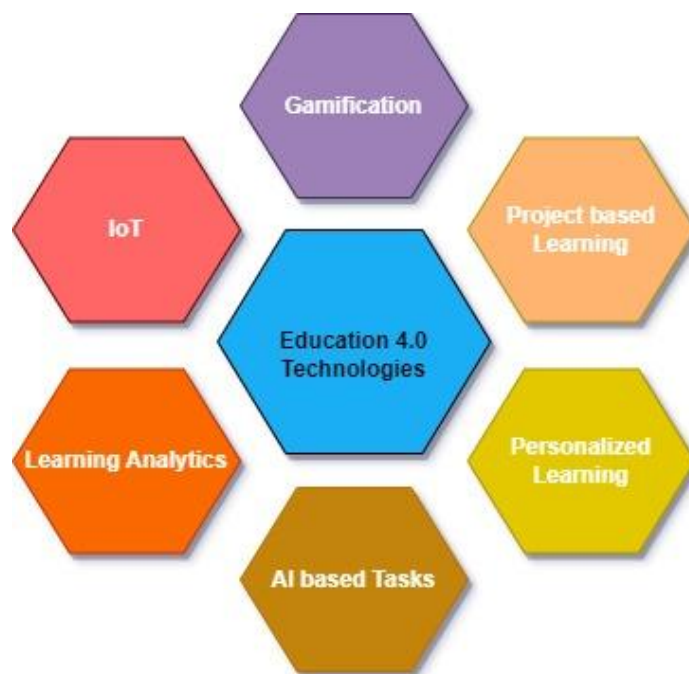 Gamification
IoT
Project based
Learning
Education 4.0
Technologies
Learning Analytics
Personalized
Learning
AI based Tasks